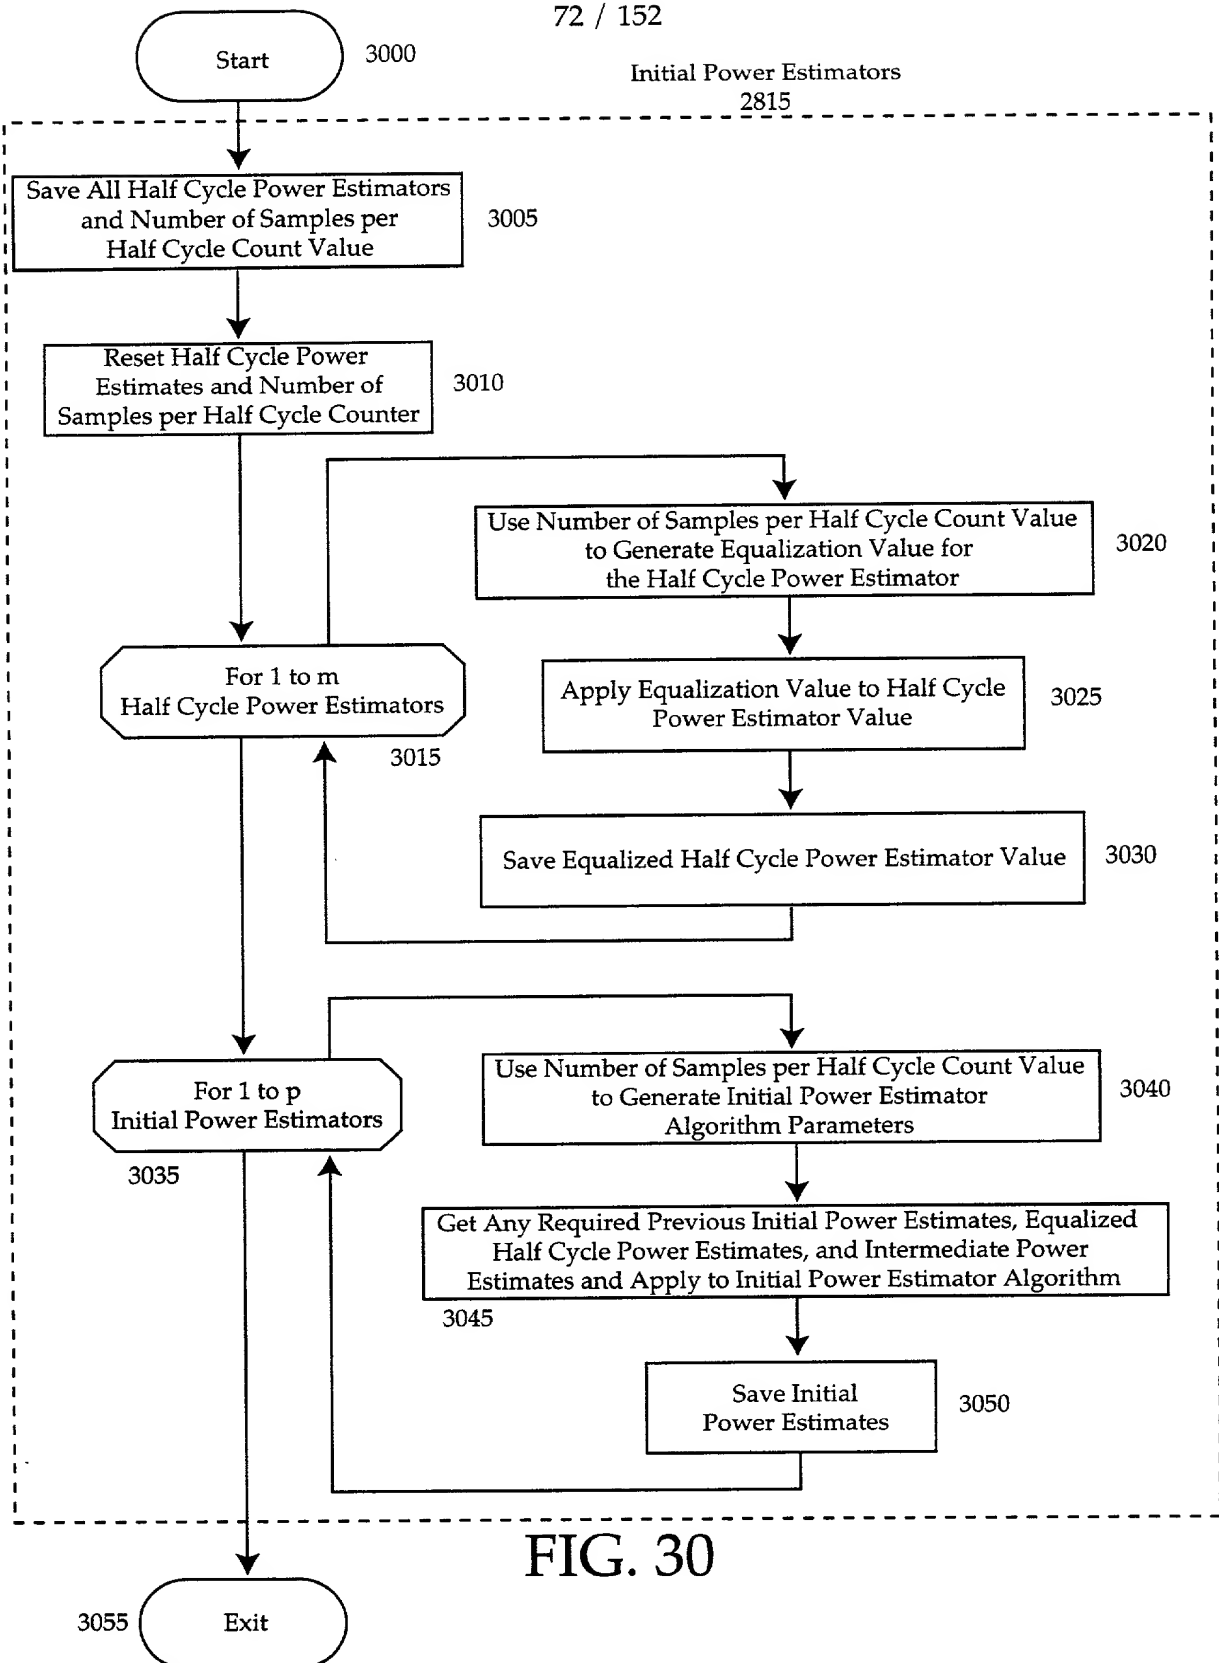 72 / 152
Start
3000
Initial Power Estimators
2815
Save All Half Cycle Power Estimators
and Number of Samples per
Half Cycle Count Value
3005
Reset Half Cycle Power
Estimates and Number of
Samples per Half Cycle Counter
3010
Use Number of Samples per Half Cycle Count Value
to Generate Equalization Value for
the Half Cycle Power Estimator
3020
For 1 to m
Half Cycle Power Estimators
3015
Apply Equalization Value to Half Cycle
Power Estimator Value
3025
Save Equalized Half Cycle Power Estimator Value
3030
For 1 to p
Initial Power Estimators
3035
Use Number of Samples per Half Cycle Count Value
to Generate Initial Power Estimator
Algorithm Parameters
3040
Get Any Required Previous Initial Power Estimates, Equalized
Half Cycle Power Estimates, and Intermediate Power
Estimates and Apply to Initial Power Estimator Algorithm
3045
Save Initial
Power Estimates
3050
FIG. 30
3055
Exit